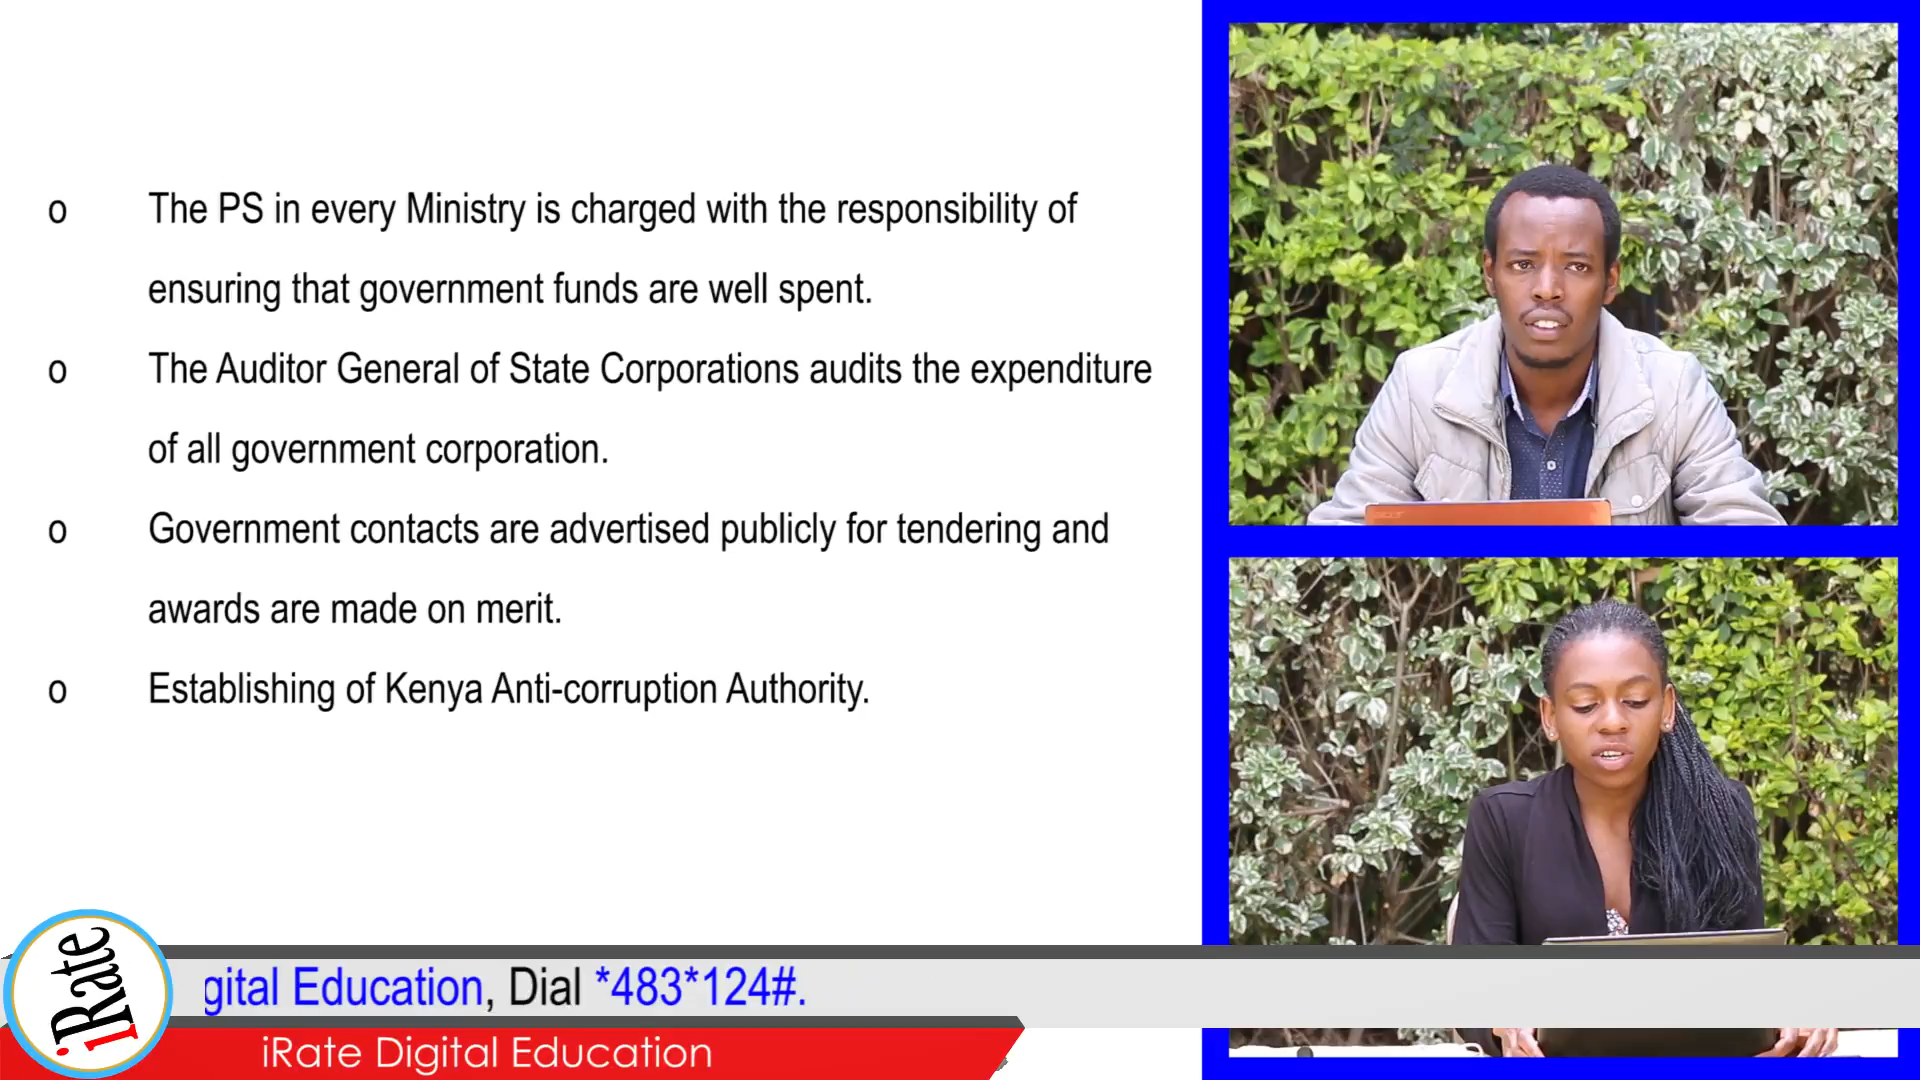 o The PS in every Ministry is charged with the responsibility of
ensuring that government funds are well spent.
o The Auditor General of State Corporations audits the expenditure
of all government corporation.
o Government contacts are advertised publicly for tendering and
awards are made on merit.
o Establishing of Kenya Anti-corruption Authority.
acer
iRate
gital Education, Dial *483*124#.
iRate Digital Education